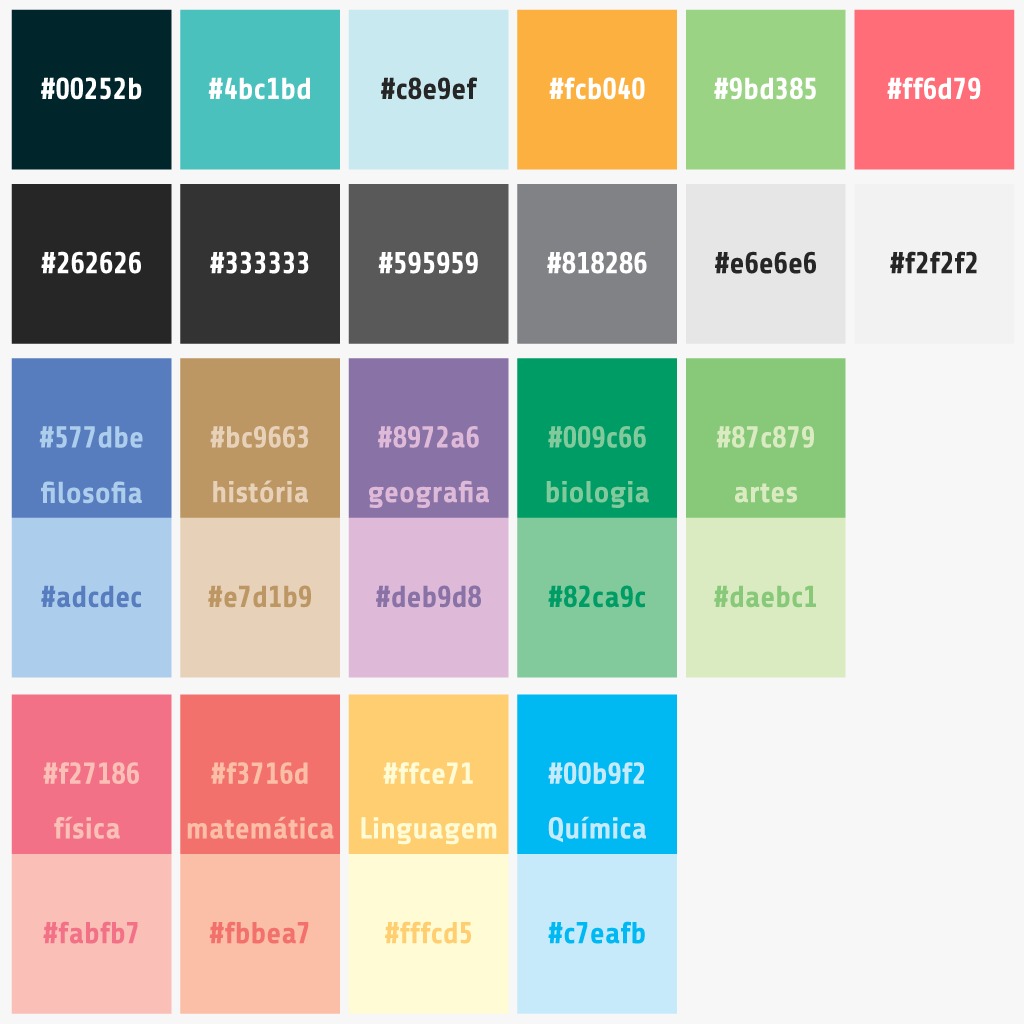 #00252b #4bc1bd #c8e9ef #fcb040 #9bd385 #ff6d79
#262626 #333333 #595959 #818286 #e6e6e6 #f2f2f2
#577dbe #bc9663 #8972a6 #009c66 #87c879
filosofia história geografia biologia artes
#adcdec #e7d1b9 #deb9d8 #82ca9c #daebc1
#f27186 #f3716d #ffce71 #00b9f2
física matemática Linguagem Química
#fabfb7 #fbbea7 #fffcd5 #c7eafb